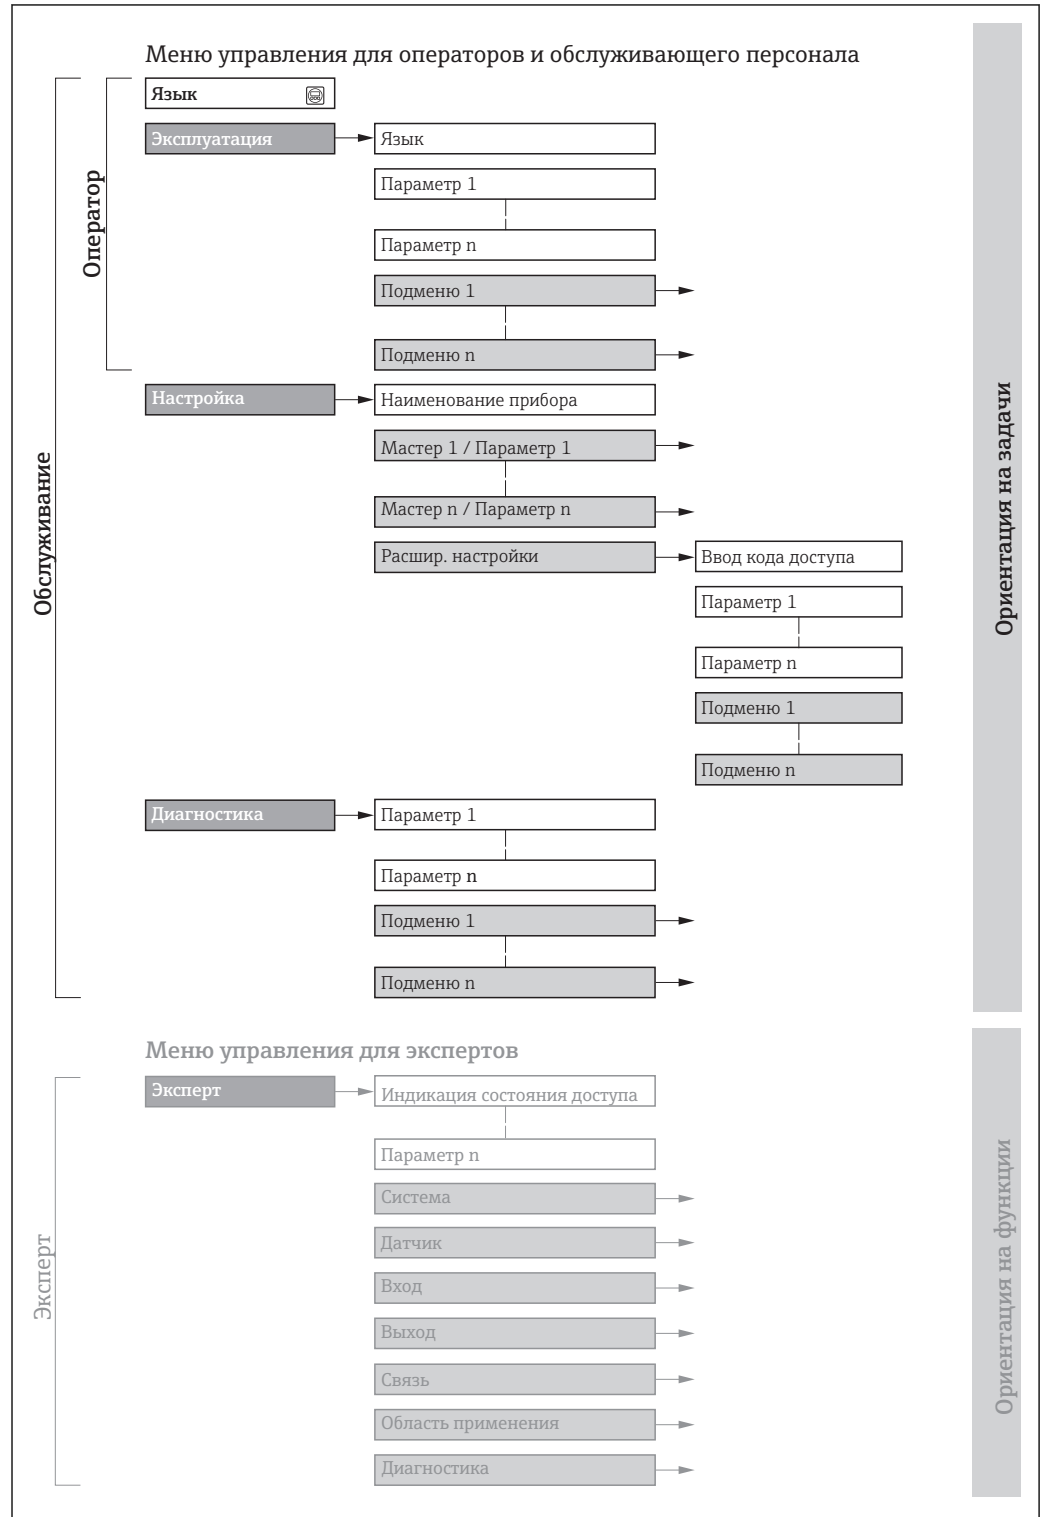 Меню управления для операторов и обслуживающего персонала
Язык
Эксплуатация
Язык
Параметр 1
Параметр n
Подменю 1
Подменю n
Оператор
Настройка
Наименование прибора
Мастер 1 / Параметр 1
Мастер n / Параметр n
Расшир. настройки
Ввод кода доступа
Параметр 1
Параметр n
Подменю 1
Подменю n
Обслуживание
Диагностика
Параметр 1
Параметр n
Подменю 1
Подменю n
Ориентация на задачи
Меню управления для экспертов
Эксперт
Индикация состояния доступа
Параметр n
Система
Датчик
Вход
Выход
Связь
Область применения
Диагностика
Эксперт
Ориентация на функции